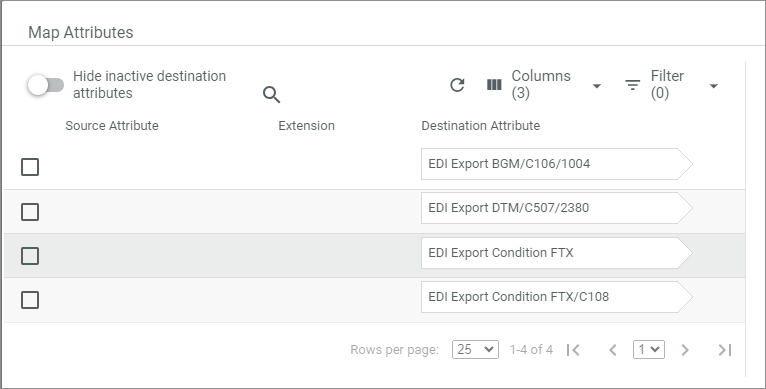 Map Attributes
Hide inactive destination
attributes
Columns
(3)
Filter
(0)
Source Attribute Extension Destination Attribute
EDI Export BGM/C106/1004
EDI Export DTM/C507/2380
EDI Export Condition FTX
EDI Export Condition FTX/C108
Rows per page: 25 1-4 of 4 1